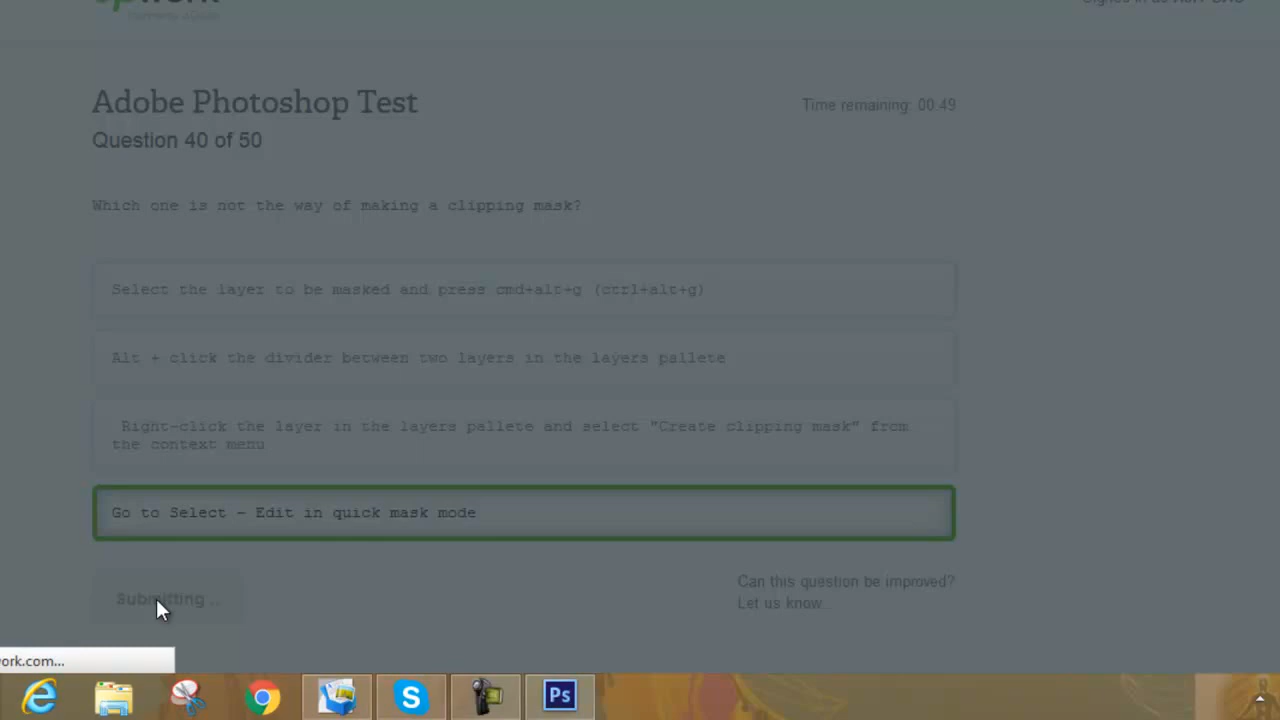 Adobe Photoshop Test
Time remaining: 00:49
Question 40 of 50
Which one is not the way of making a clipping mask?
Select the layer to be masked and press cmd+alt+g (ctrl+alt+g)
Alt + click the divider between two layers in the layers pallete
Right-click the layer in the layers pallete and select "Create clipping mask" from
the context menu
Go to Select - Edit in quick mask mode
Submitting...
Can this question be improved?
Let us know...
ork.com...
Ps